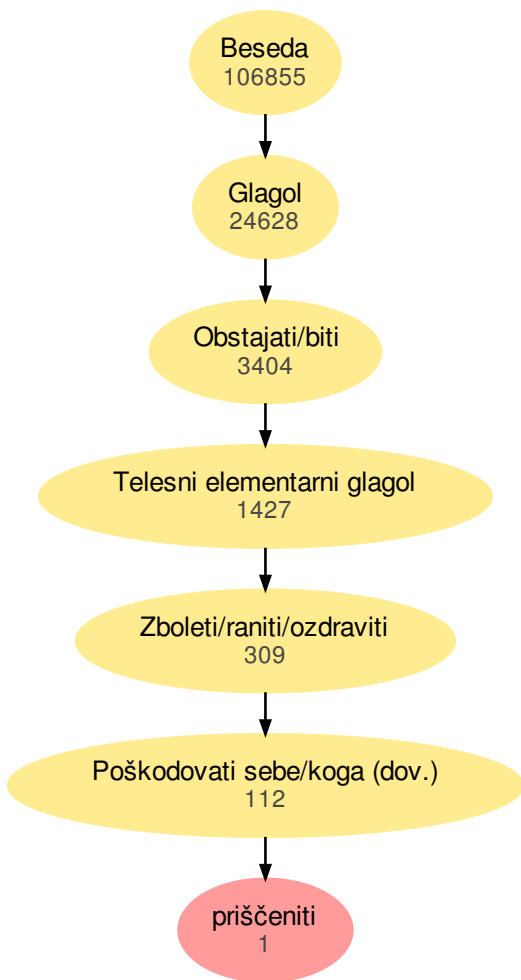 Beseda
106855
Glagol
24628
Obstajati/biti
3404
Telesni elementarni glagol
1427
Zboleti/raniti/ozdraviti
309
Poškodovati sebe/koga (dov.)
112
priščeniti
1